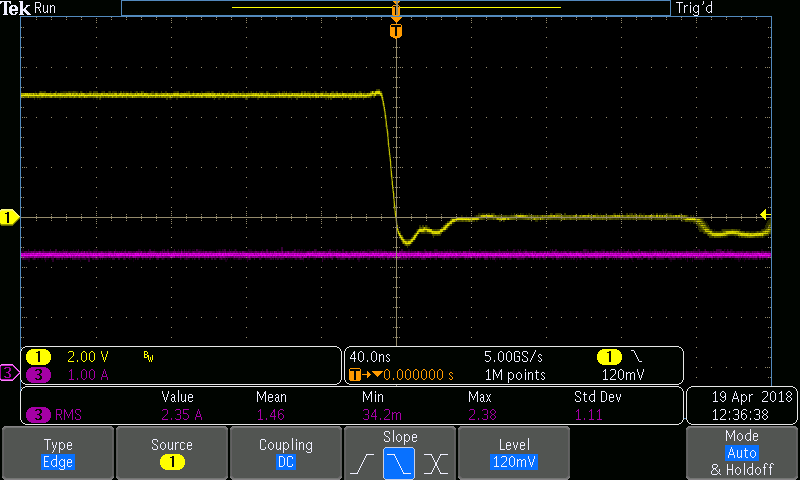 Tek Run Trig'd
T
T
1
3
1 2.00 V BW
3 1.00 A
40.0ns 5.00GS/s 1
T→▼0.000000 s 1M points 120mV
Value Mean Min Max Std Dev
3 RMS 2.35 A 1.46 34.2m 2.38 1.11
19 Apr 2018
12:36:38
Type
Edge
Source
1
Coupling
DC
Slope
Level
120mV
Mode
Auto
& Holdoff